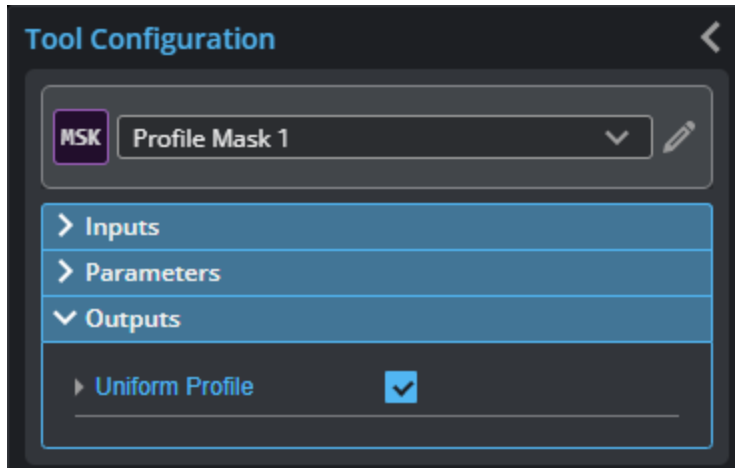 Tool Configuration
MSK Profile Mask 1
Inputs
Parameters
Outputs
Uniform Profile